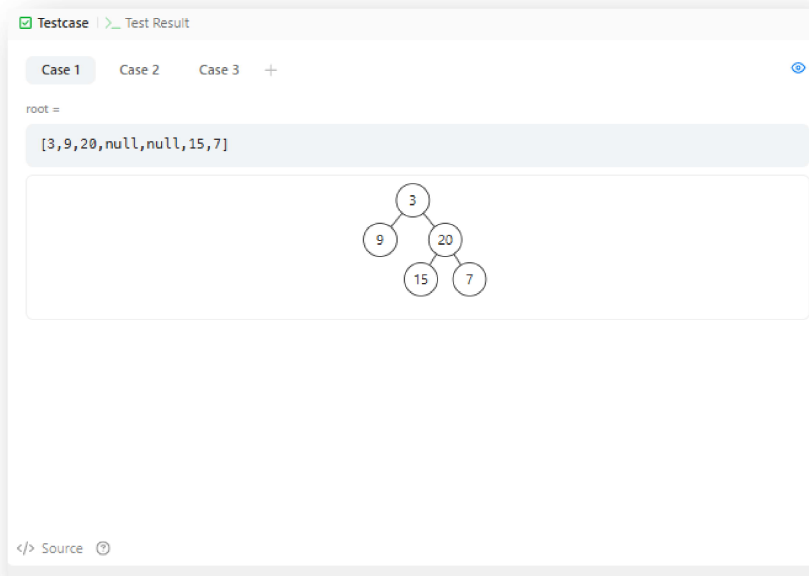 Testcase >_ Test Result
Case 1 Case 2 Case 3 +
root =
[3,9,20,null,null,15,7]
3
9 20
15 7
</> Source ?